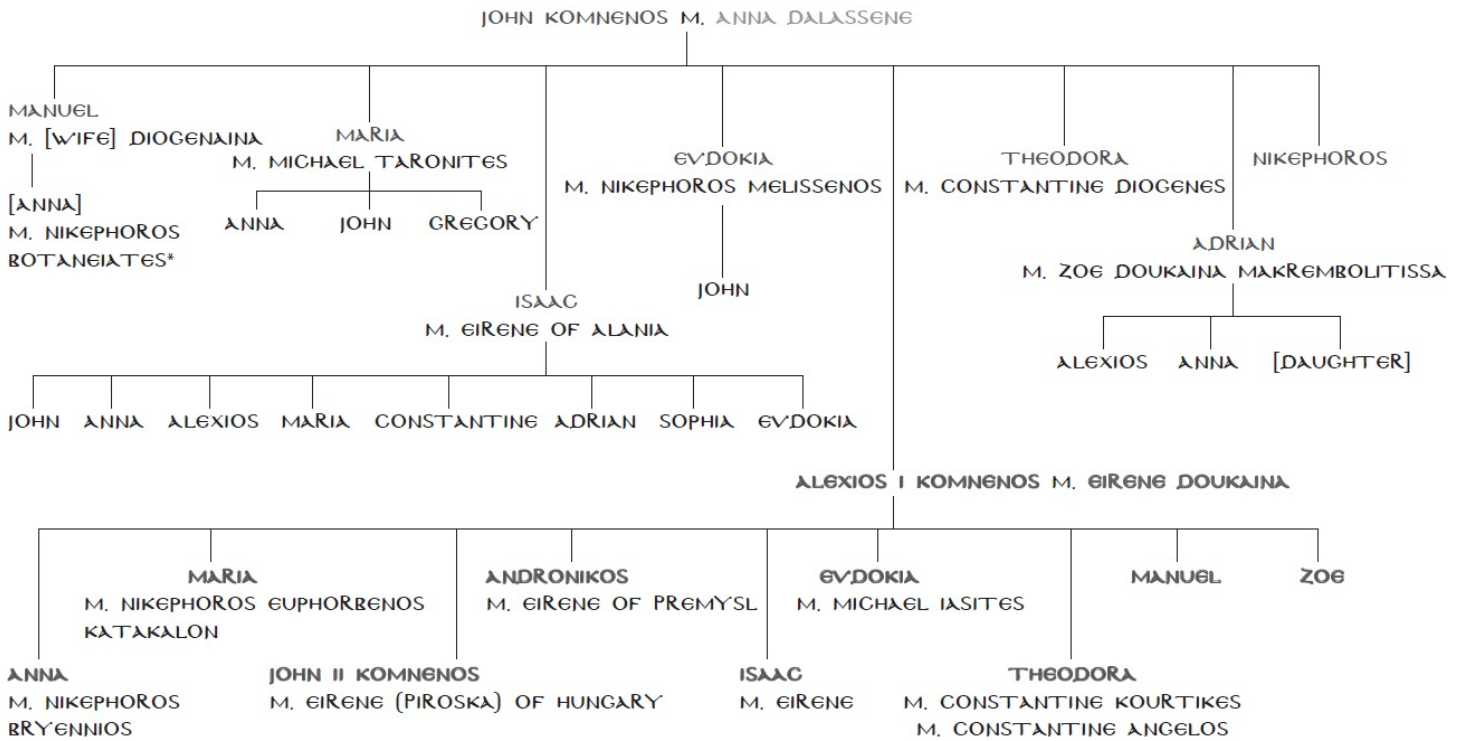 JOHN KOMNENOS M. ANNA DALASSENE
MANUEL
M. [WIFE] DIOGENAINA
[ANNA]
M. NIKEPHOROS
BOTANEIATES*
MARIA
M. MICHAEL TARONITES
ANNA JOHN GREGORY
ISAAC
M. EIRENE OF ALANIA
JOHN ANNA ALEXIOS MARIA CONSTANTINE ADRIAN SOPHIA EVDOKIA
EVDOKIA
M. NIKEPHOROS MELISSENOS
JOHN
THEODORA
M. CONSTANTINE DIOGENES
ADRIAN
M. ZOE DOUKAINA MAKREMBOLITISSA
ALEXIOS ANNA [DAUGHTER]
NIKEPHOROS
ALEXIOS I KOMNENOS M. EIRENE DOUKAINA
ANNA
M. NIKEPHOROS
BRYENNIOS
MARIA
M. NIKEPHOROS EUPHORBENOS
KATAKALON
JOHN II KOMNENOS
M. EIRENE (PIROSKA) OF HUNGARY
ANDRONIKOS
M. EIRENE OF PREMYSL
ISAAC
M. EIRENE
EVDOKIA
M. MICHAEL IASITES
THEODORA
M. CONSTANTINE KOURTIKES
M. CONSTANTINE ANGELOS
MANUEL
ZOE